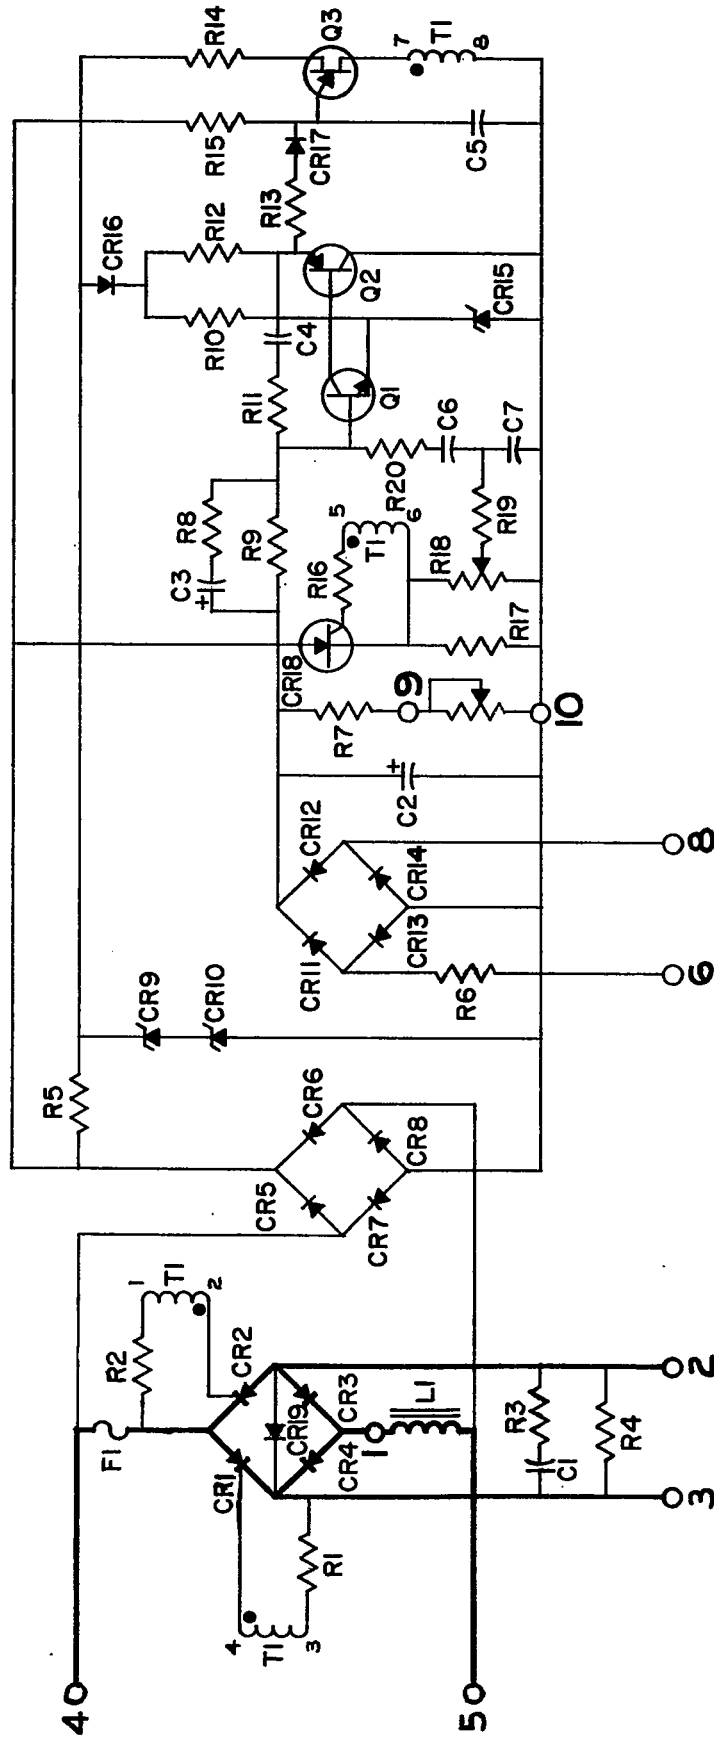 R5
4
F1
R2
1
T1
2
CR9
CR10
CR16
R10
R12
R15
R14
CR1
CR2
CR5
CR6
C3
+
R8
R9
R11
C4
R13
CR17
Q3
4
T1
3
R1
CR19
CR4
CR3
1
L1
CR7
CR8
CR11
CR12
CR13
CR14
C2
+
R7
9
CR18
R16
5
T1
6
R20
Q1
Q2
7
T1
8
5
C1
R3
R4
R6
10
R17
R18
R19
C6
C7
CR15
C5
3
2
6
8